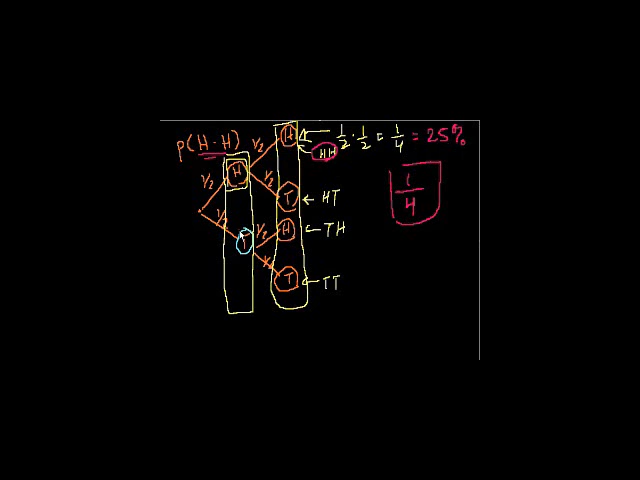 P(H·H)
1/2 H 1/2 H ← 1/2 · 1/2 = 1/4 = 25%
HH
1/2 T ← HT
1/4
1/2 T 1/2 H ← TH
1/2 T ← TT